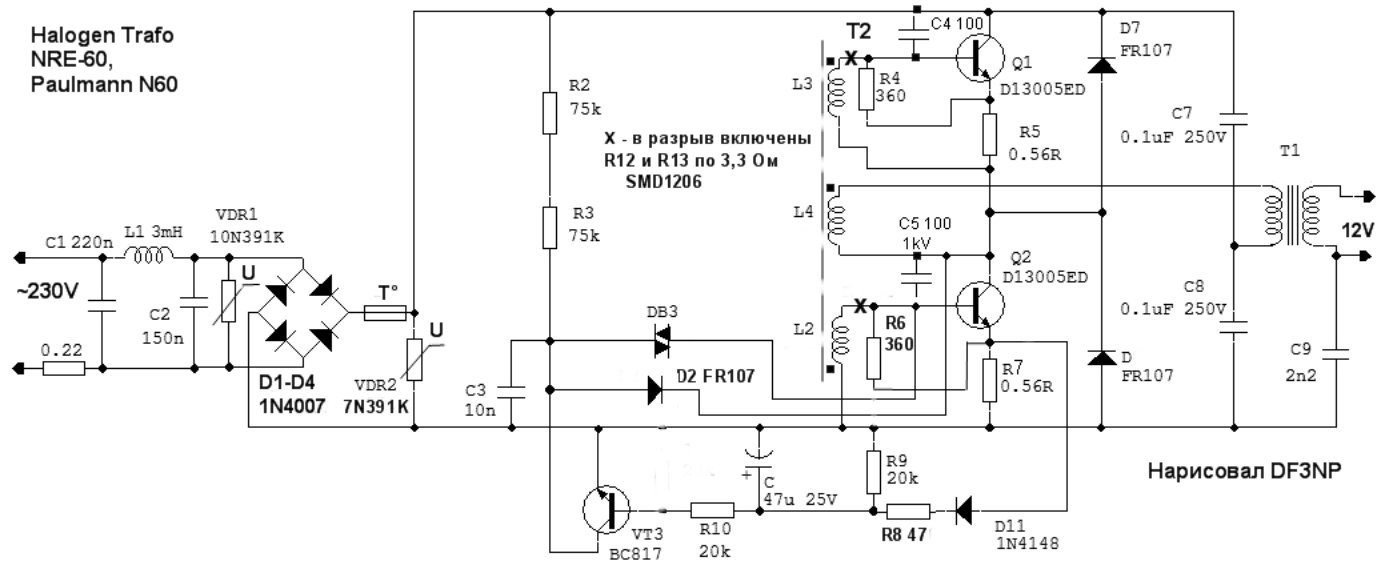 Halogen Trafo
NRE-60,
Paulmann N60
T2
C4 100
D7
FR107
R2
75k
L3
R4
360
Q1
D13005ED
X
X - в разрыв включены
R12 и R13 по 3,3 Ом
SMD1206
R5
0.56R
C7
0.1uF 250V
T1
R3
75k
L4
C5 100
1kV
VDR1
10N391K
C1 220n
L1 3mH
U
12V
~230V
C2
150n
T°
U
Q2
D13005ED
C8
0.1uF 250V
X
DB3
L2
R6
360
0.22
D1-D4
1N4007
VDR2
7N391K
C3
10n
D2 FR107
R7
0.56R
D
FR107
C9
2n2
+
C
47u 25V
R9
20k
Нарисовал DF3NP
VT3
BC817
R10
20k
R8 47
D11
1N4148